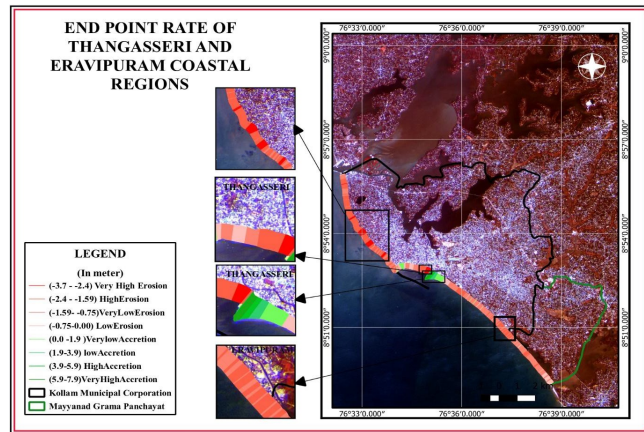 END POINT RATE OF
THANGASSERI AND
ERAVIPURAM COASTAL
REGIONS
76°33'0.000"
76°36'0.000"
76°39'0.000"
9°0'0.000"
8°57'0.000"
8°54'0.000"
8°51'0.000"
THANGASSERI
THANGASSERI
LEGEND
(In meter)
(-3.7 - -2.4) Very High Erosion
(-2.4 - -1.59) HighErosion
(-1.59- -0.75)VeryLowErosion
(-0.75-0.00) LowErosion
(0.0 -1.9 )VerylowAccretion
(1.9-3.9) lowAccretion
(3.9-5.9) HighAccretion
(5.9-7.9)VeryHighAccretion
Kollam Municipal Corporation
Mayyanad Grama Panchayat
9°0'0.000"
8°57'0.000"
8°54'0.000"
8°51'0.000"
76°33'0.000"
76°36'0.000"
76°39'0.000"